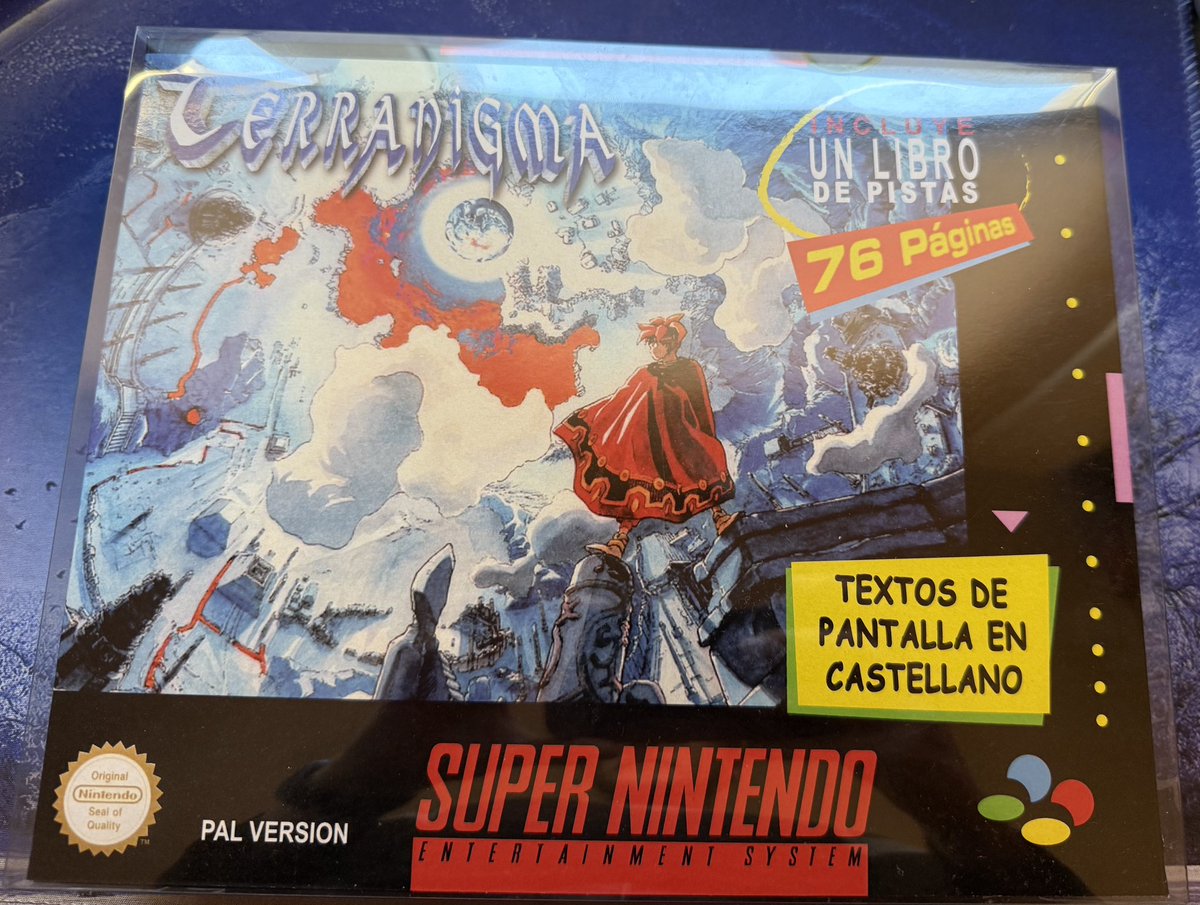 TERRANIGMA
INCLUYE
UN LIBRO
DE PISTAS
76 Páginas
TEXTOS DE
PANTALLA EN
CASTELLANO
Original
Nintendo
Seal of
Quality
TM
PAL VERSION
SUPER NINTENDO
ENTERTAINMENT SYSTEM